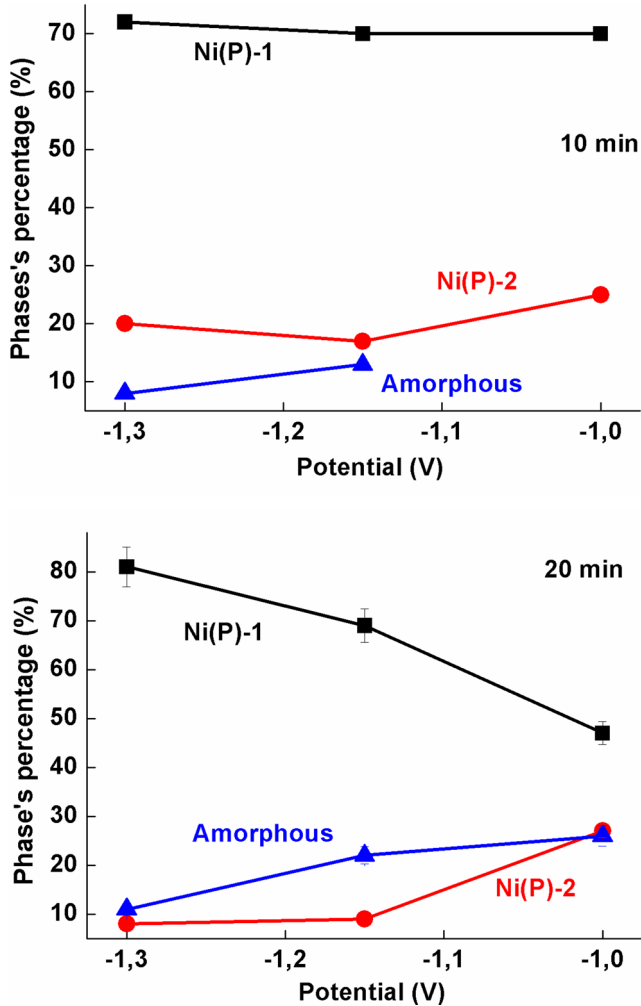 70
Ni(P)-1
60
50
10 min
40
30
Ni(P)-2
20
Amorphous
10
-1,3
-1,2
-1,1
-1,0
Phases's percentage (%)
Potential (V)
80
20 min
70
Ni(P)-1
60
50
40
30
Amorphous
20
Ni(P)-2
10
-1,3
-1,2
-1,1
-1,0
Phase's percentage (%)
Potential (V)